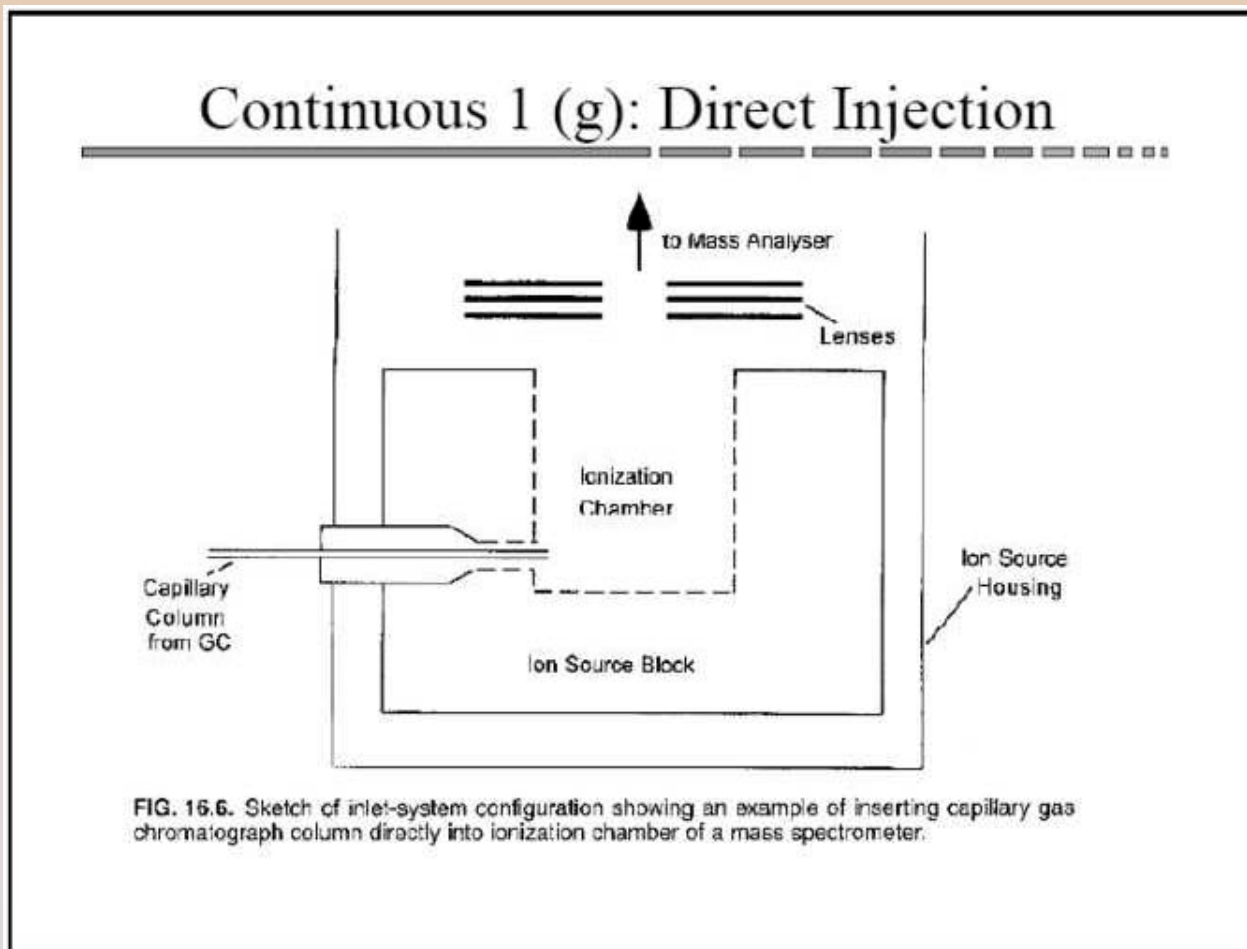 Continuous 1 (g): Direct Injection
to Mass Analyser
Lenses
Ionization
Chamber
Ion Source
Housing
Capillary
Column
from GC
Ion Source Block
FIG. 16.6. Sketch of inlet-system configuration showing an example of inserting capillary gas
chromatograph column directly into ionization chamber of a mass spectrometer.